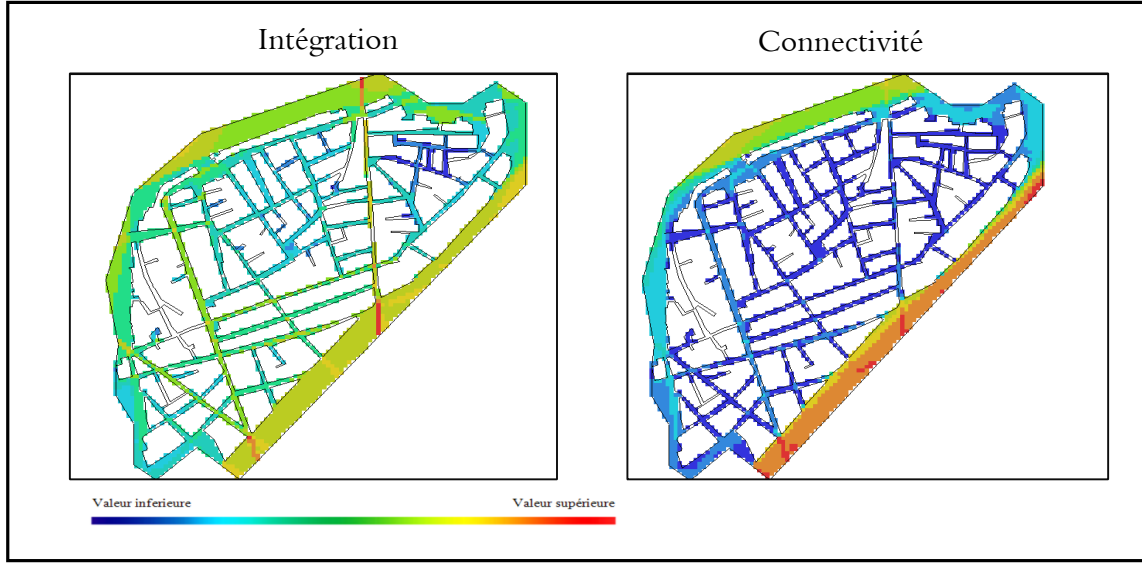 Intégration
Connectivité
Valeur inferieure
Valeur supérieure